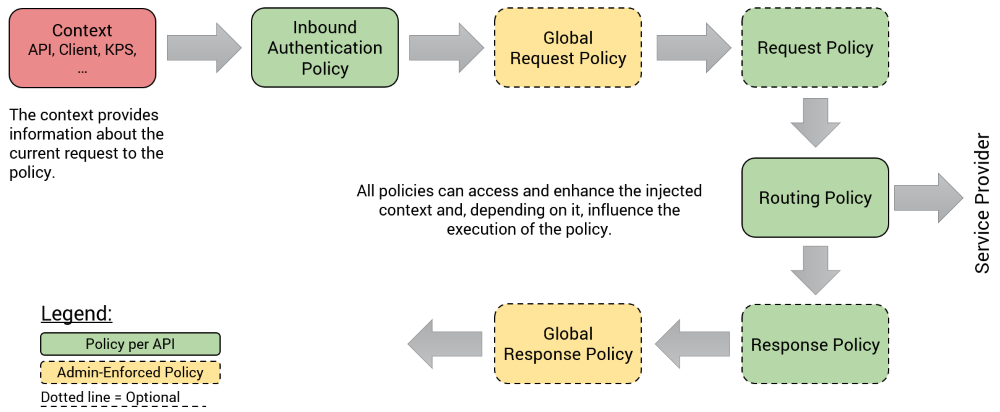 Context
API, Client, KPS,
...
Inbound
Authentication
Policy
Global
Request Policy
Request Policy
The context provides
information about the
current request to the
policy.
All policies can access and enhance the injected
context and, depending on it, influence the
execution of the policy.
Routing Policy
Service Provider
Legend:
Policy per API
Admin-Enforced Policy
Dotted line = Optional
Global
Response Policy
Response Policy